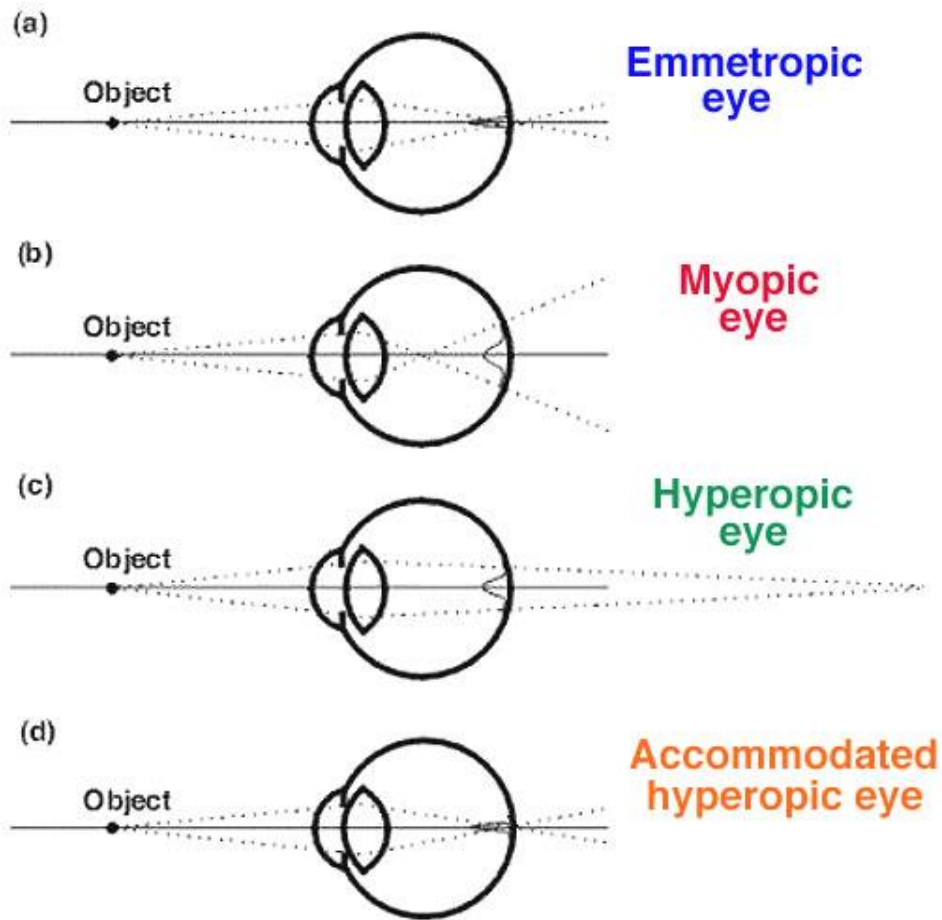 (a)
Object
Emmetropic
eye
(b)
Object
Myopic
eye
(c)
Object
Hyperopic
eye
(d)
Object
Accommodated
hyperopic eye